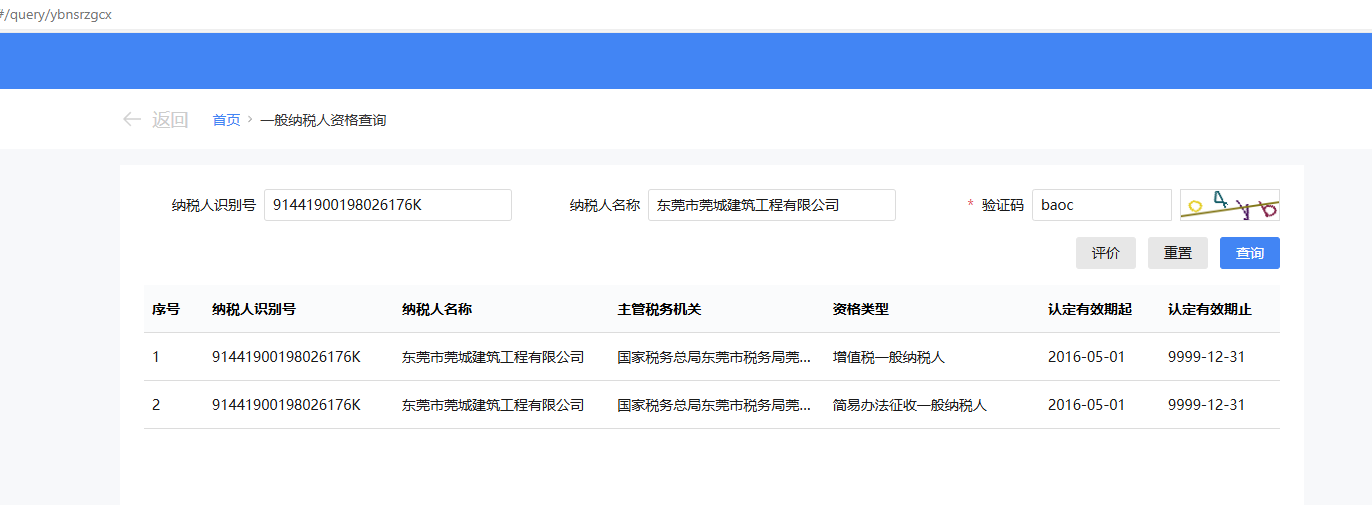 #/query/ybnsrzgcx
返回 首页 > 一般纳税人资格查询
纳税人识别号 91441900198026176K 纳税人名称 东莞市莞城建筑工程有限公司 * 验证码 baoc o4yb
评价 重置 查询
序号 纳税人识别号 纳税人名称 主管税务机关 资格类型 认定有效期起 认定有效期止
1 91441900198026176K 东莞市莞城建筑工程有限公司 国家税务总局东莞市税务局莞... 增值税一般纳税人 2016-05-01 9999-12-31
2 91441900198026176K 东莞市莞城建筑工程有限公司 国家税务总局东莞市税务局莞... 简易办法征收一般纳税人 2016-05-01 9999-12-31